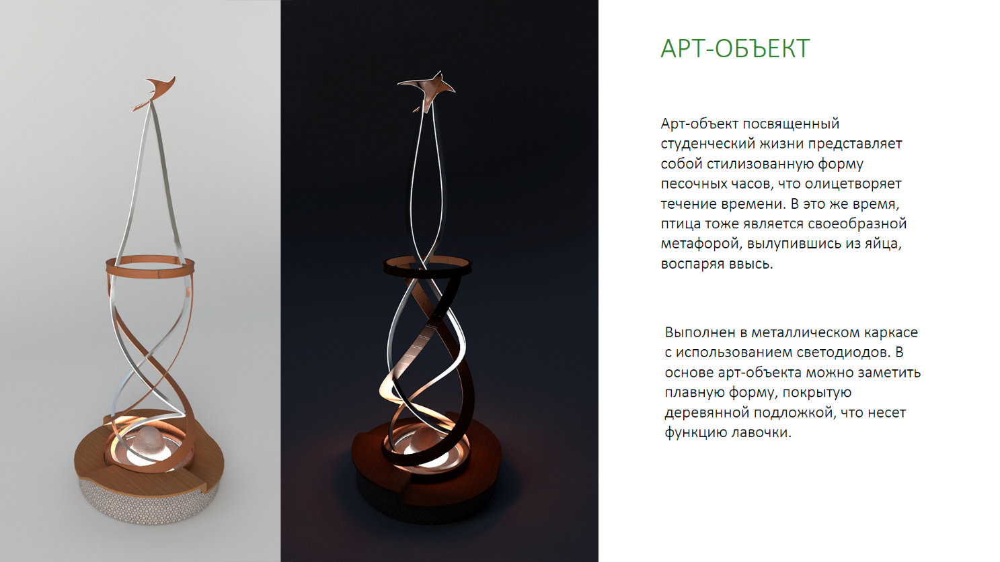 АРТ-ОБЪЕКТ
Арт-объект посвященный
студенческий жизни представляет
собой стилизованную форму
песочных часов, что олицетворяет
течение времени. В это же время,
птица тоже является своеобразной
метафорой, вылупившись из яйца,
воспаряя ввысь.
Выполнен в металлическом каркасе
с использованием светодиодов. В
основе арт-объекта можно заметить
плавную форму, покрытую
деревянной подложкой, что несет
функцию лавочки.